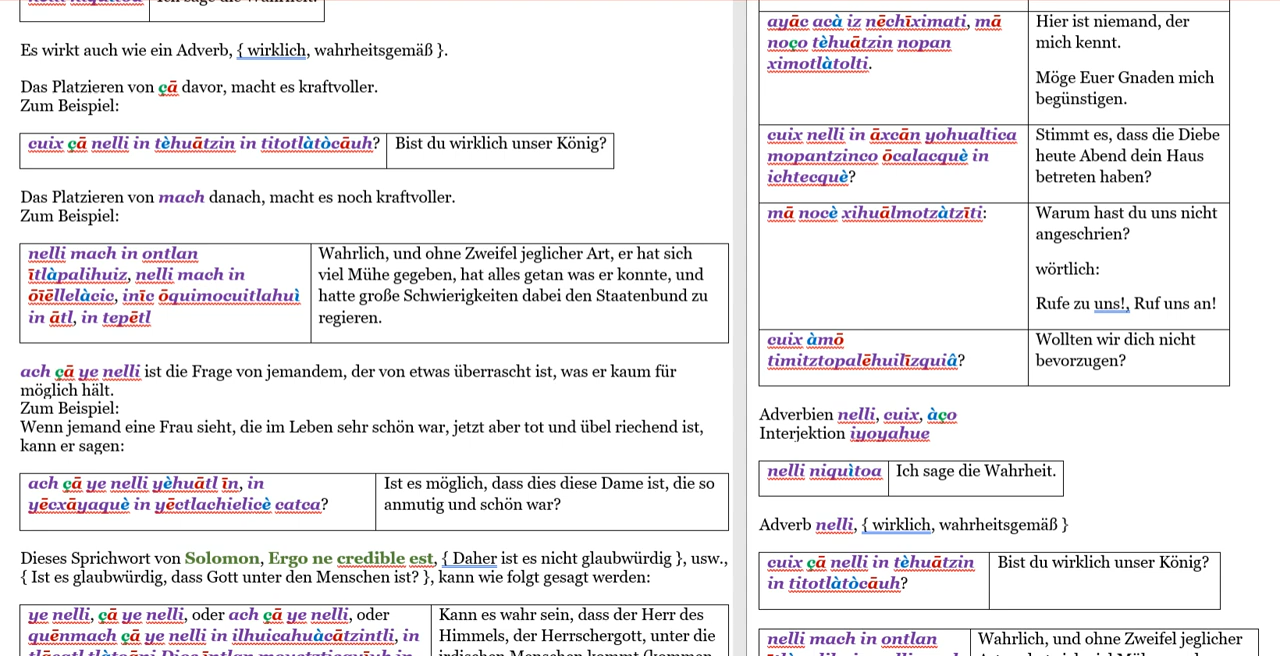 Es wirkt auch wie ein Adverb, { wirklich, wahrheitsgemäß }.
Das Platzieren von çā davor, macht es kraftvoller.
Zum Beispiel:
cuix çā nelli in tèhuātzin in titotlàtòcāuh? Bist du wirklich unser König?
Das Platzieren von mach danach, macht es noch kraftvoller.
Zum Beispiel:
nelli mach in ontlan
ītlàpalihuiz, nelli mach in
ōīēllelàcic, inīc ōquimocuitlahuì
in ātl, in tepētl
Wahrlich, und ohne Zweifel jeglicher Art, er hat sich
viel Mühe gegeben, hat alles getan was er konnte, und
hatte große Schwierigkeiten dabei den Staatenbund zu
regieren.
ach çā ye nelli ist die Frage von jemandem, der von etwas überrascht ist, was er kaum für
möglich hält.
Zum Beispiel:
Wenn jemand eine Frau sieht, die im Leben sehr schön war, jetzt aber tot und übel riechend ist,
kann er sagen:
ach çā ye nelli yèhuātl īn, in
yēcxāyaquè in yēctlachielicè catca?
Ist es möglich, dass dies diese Dame ist, die so
anmutig und schön war?
Dieses Sprichwort von Solomon, Ergo ne credible est, { Daher ist es nicht glaubwürdig }, usw.,
{ Ist es glaubwürdig, dass Gott unter den Menschen ist? }, kann wie folgt gesagt werden:
ye nelli, çā ye nelli, oder ach çā ye nelli, oder
quēnmach çā ye nelli in ilhuicahuàcātzintli, in
Kann es wahr sein, dass der Herr des
Himmels, der Herrschergott, unter die
ayāc acà iz nēchīximati, mā
noço tèhuātzin nopan
ximotlàtolti.
Hier ist niemand, der
mich kennt.
Möge Euer Gnaden mich
begünstigen.
cuix nelli in āxcān yohualtica
mopantzinco ōcalacquè in
ichtecquè?
Stimmt es, dass die Diebe
heute Abend dein Haus
betreten haben?
mā nocè xihuālmotzàtzīti:
Warum hast du uns nicht
angeschrien?
wörtlich:
Rufe zu uns!, Ruf uns an!
cuix àmō
timitztopalēhuilīzquiâ?
Wollten wir dich nicht
bevorzugen?
Adverbien nelli, cuix, àço
Interjektion iyoyahue
nelli niquìtoa Ich sage die Wahrheit.
Adverb nelli, { wirklich, wahrheitsgemäß }
cuix çā nelli in tèhuātzin
in titotlàtòcāuh?
Bist du wirklich unser König?
nelli mach in ontlan
Wahrlich, und ohne Zweifel jeglicher